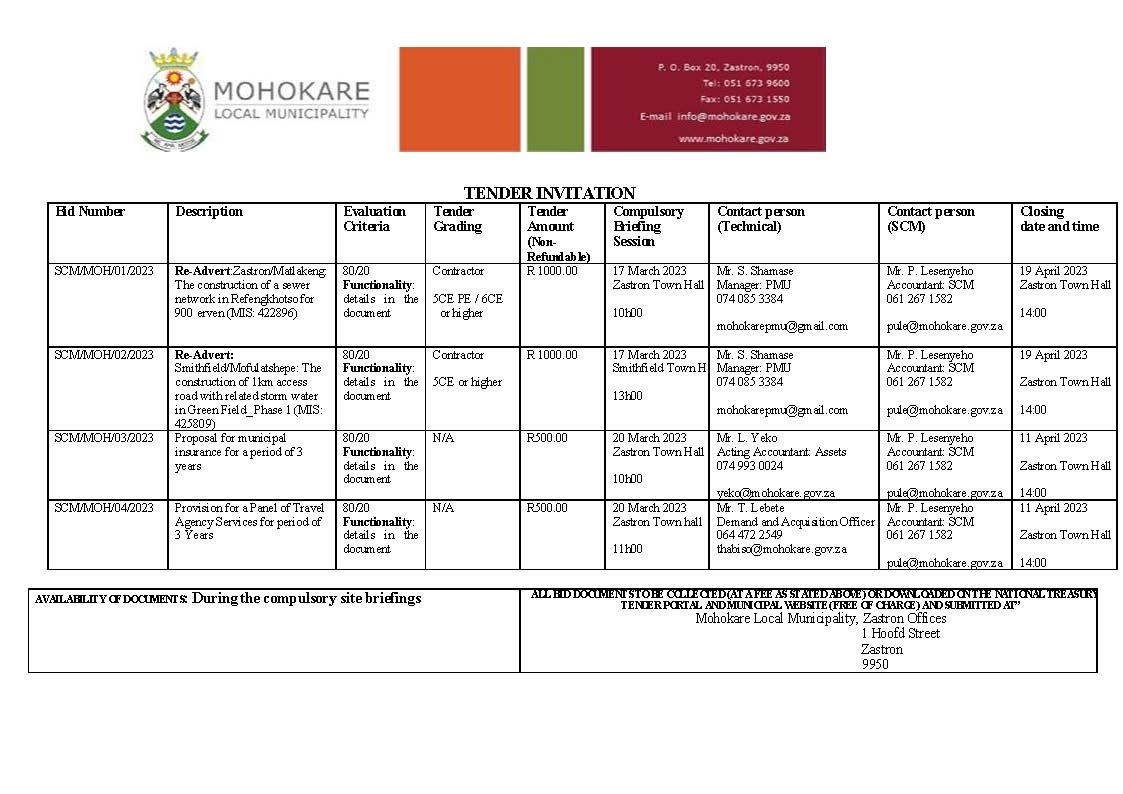 MOHOKARE
LOCAL MUNICIPALITY
P. O. Box 20, Zastron, 9950
Tel: 051 673 9600
Fax: 051 673 1550
E-mail info@mohokare.gov.za
www.mohokare.gov.za
TENDER INVITATION
Bid Number
Description
Evaluation
Criteria
Tender
Grading
Tender
Amount
(Non-
Refundable)
Compulsory
Briefing
Session
Contact person
(Technical)
Contact person
(SCM)
Closing
date and time
SCM/MOH/01/2023
Re-Advert:Zastron/Matlakeng:
The construction of a sewer
network in Refengkhotso for
900 erven (MIS: 422896)
80/20
Functionality:
details in the
document
Contractor
5CE PE / 6CE
or higher
R 1000.00
17 March 2023
Zastron Town Hall
10h00
Mr. S. Shamase
Manager: PMU
074 085 3384
mohokarepmu@gmail.com
Mr. P. Lesenyeho
Accountant: SCM
061 267 1582
pule@mohokare.gov.za
19 April 2023
Zastron Town Hall
14:00
SCM/MOH/02/2023
Re-Advert:
Smithfield/Mofulatshepe: The
construction of 1km access
road with related storm water
in Green Field_Phase 1 (MIS:
425809)
80/20
Functionality:
details in the
document
Contractor
5CE or higher
R 1000.00
17 March 2023
Smithfield Town H
13h00
Mr. S. Shamase
Manager: PMU
074 085 3384
mohokarepmu@gmail.com
Mr. P. Lesenyeho
Accountant: SCM
061 267 1582
pule@mohokare.gov.za
19 April 2023
Zastron Town Hall
14:00
SCM/MOH/03/2023
Proposal for municipal
insurance for a period of 3
years
80/20
Functionality:
details in the
document
N/A
R500.00
20 March 2023
Zastron Town Hall
10h00
Mr. L. Yeko
Acting Accountant: Assets
074 993 0024
yeko@mohokare.gov.za
Mr. P. Lesenyeho
Accountant: SCM
061 267 1582
pule@mohokare.gov.za
11 April 2023
Zastron Town Hall
14:00
SCM/MOH/04/2023
Provision for a Panel of Travel
Agency Services for period of
3 Years
80/20
Functionality:
details in the
document
N/A
R500.00
20 March 2023
Zastron Town hall
11h00
Mr. T. Lebete
Demand and Acquisition Officer
064 472 2549
thabiso@mohokare.gov.za
Mr. P. Lesenyeho
Accountant: SCM
061 267 1582
pule@mohokare.gov.za
11 April 2023
Zastron Town Hall
14:00
AVAILABILITY OF DOCUMENTS: During the compulsory site briefings
ALL BID DOCUMENTS TO BE COLLECTED (AT A FEE AS STATED ABOVE) OR DOWNLOADED ON THE NATIONAL TREASURY
TENDER PORTAL AND MUNICIPAL WEBSITE (FREE OF CHARGE) AND SUBMITTED AT”
Mohokare Local Municipality, Zastron Offices
1 Hoofd Street
Zastron
9950